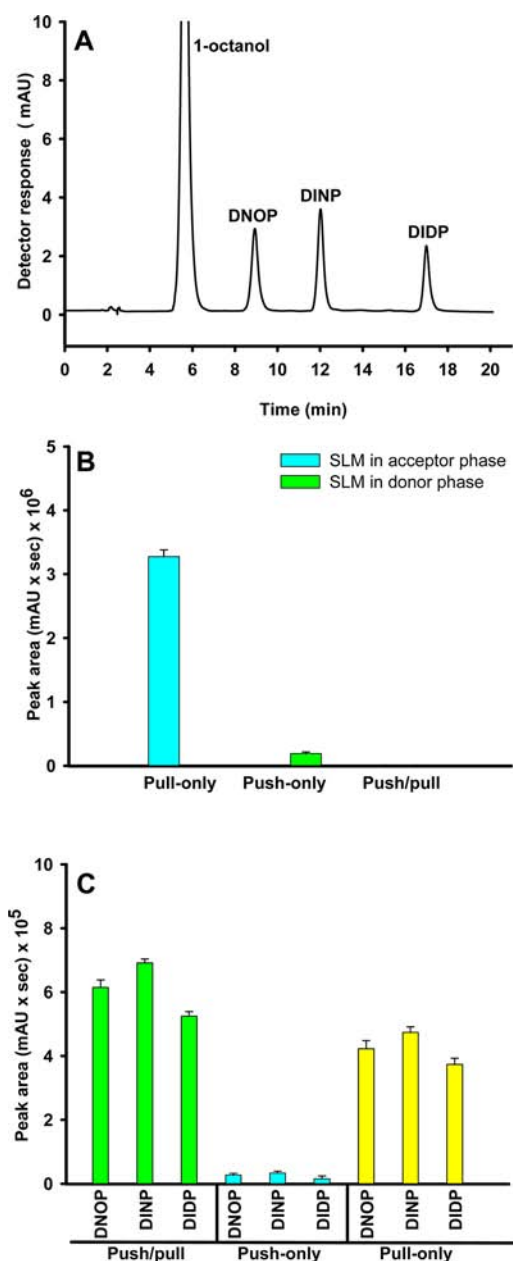 A
1-octanol
DNOP
DINP
DIDP
Detector response ( mAU)
10
8
6
4
2
0
0 2 4 6 8 10 12 14 16 18 20
Time (min)
B
SLM in acceptor phase
SLM in donor phase
Peak area (mAU x sec) x 10⁶
5
4
3
2
1
0
Pull-only Push-only Push/pull
C
Peak area (mAU x sec) x 10⁵
10
8
6
4
2
0
DNOP DINP DIDP DNOP DINP DIDP DNOP DINP DIDP
Push/pull Push-only Pull-only